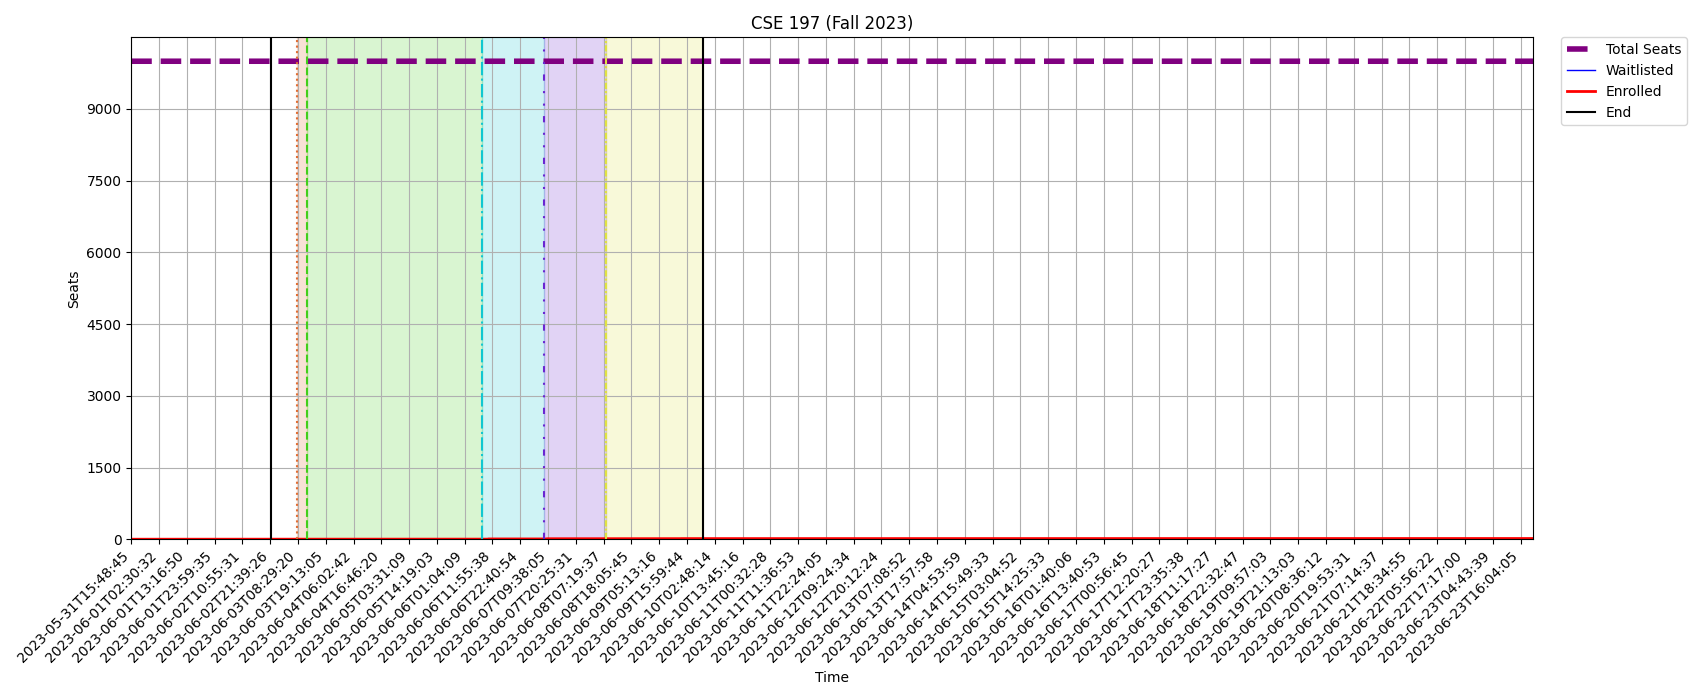 CSE 197 (Fall 2023)
Total Seats
Waitlisted
Enrolled
End
Seats
9000
7500
6000
4500
3000
1500
0
2023-05-31T15:48:45
2023-06-01T02:30:32
2023-06-01T13:16:50
2023-06-01T23:59:35
2023-06-02T10:55:31
2023-06-02T21:39:26
2023-06-03T08:29:20
2023-06-03T19:13:05
2023-06-04T06:02:42
2023-06-04T16:46:20
2023-06-05T03:31:09
2023-06-05T14:19:03
2023-06-06T01:04:09
2023-06-06T11:55:38
2023-06-06T22:40:54
2023-06-07T09:38:05
2023-06-07T20:25:31
2023-06-08T07:19:37
2023-06-08T18:05:45
2023-06-09T05:13:16
2023-06-09T15:59:44
2023-06-10T02:48:14
2023-06-10T13:45:16
2023-06-11T00:32:28
2023-06-11T11:36:53
2023-06-11T22:24:05
2023-06-12T09:24:34
2023-06-12T20:12:24
2023-06-13T07:08:52
2023-06-13T17:57:58
2023-06-14T04:53:59
2023-06-14T15:49:33
2023-06-15T03:04:52
2023-06-15T14:25:33
2023-06-16T01:40:06
2023-06-16T13:40:53
2023-06-17T00:56:45
2023-06-17T12:20:27
2023-06-17T23:35:38
2023-06-18T11:17:27
2023-06-18T22:32:47
2023-06-19T09:57:03
2023-06-19T21:13:03
2023-06-20T08:36:12
2023-06-20T19:53:31
2023-06-21T07:14:37
2023-06-21T18:34:55
2023-06-22T05:56:22
2023-06-22T17:17:00
2023-06-23T04:43:39
2023-06-23T16:04:05
Time